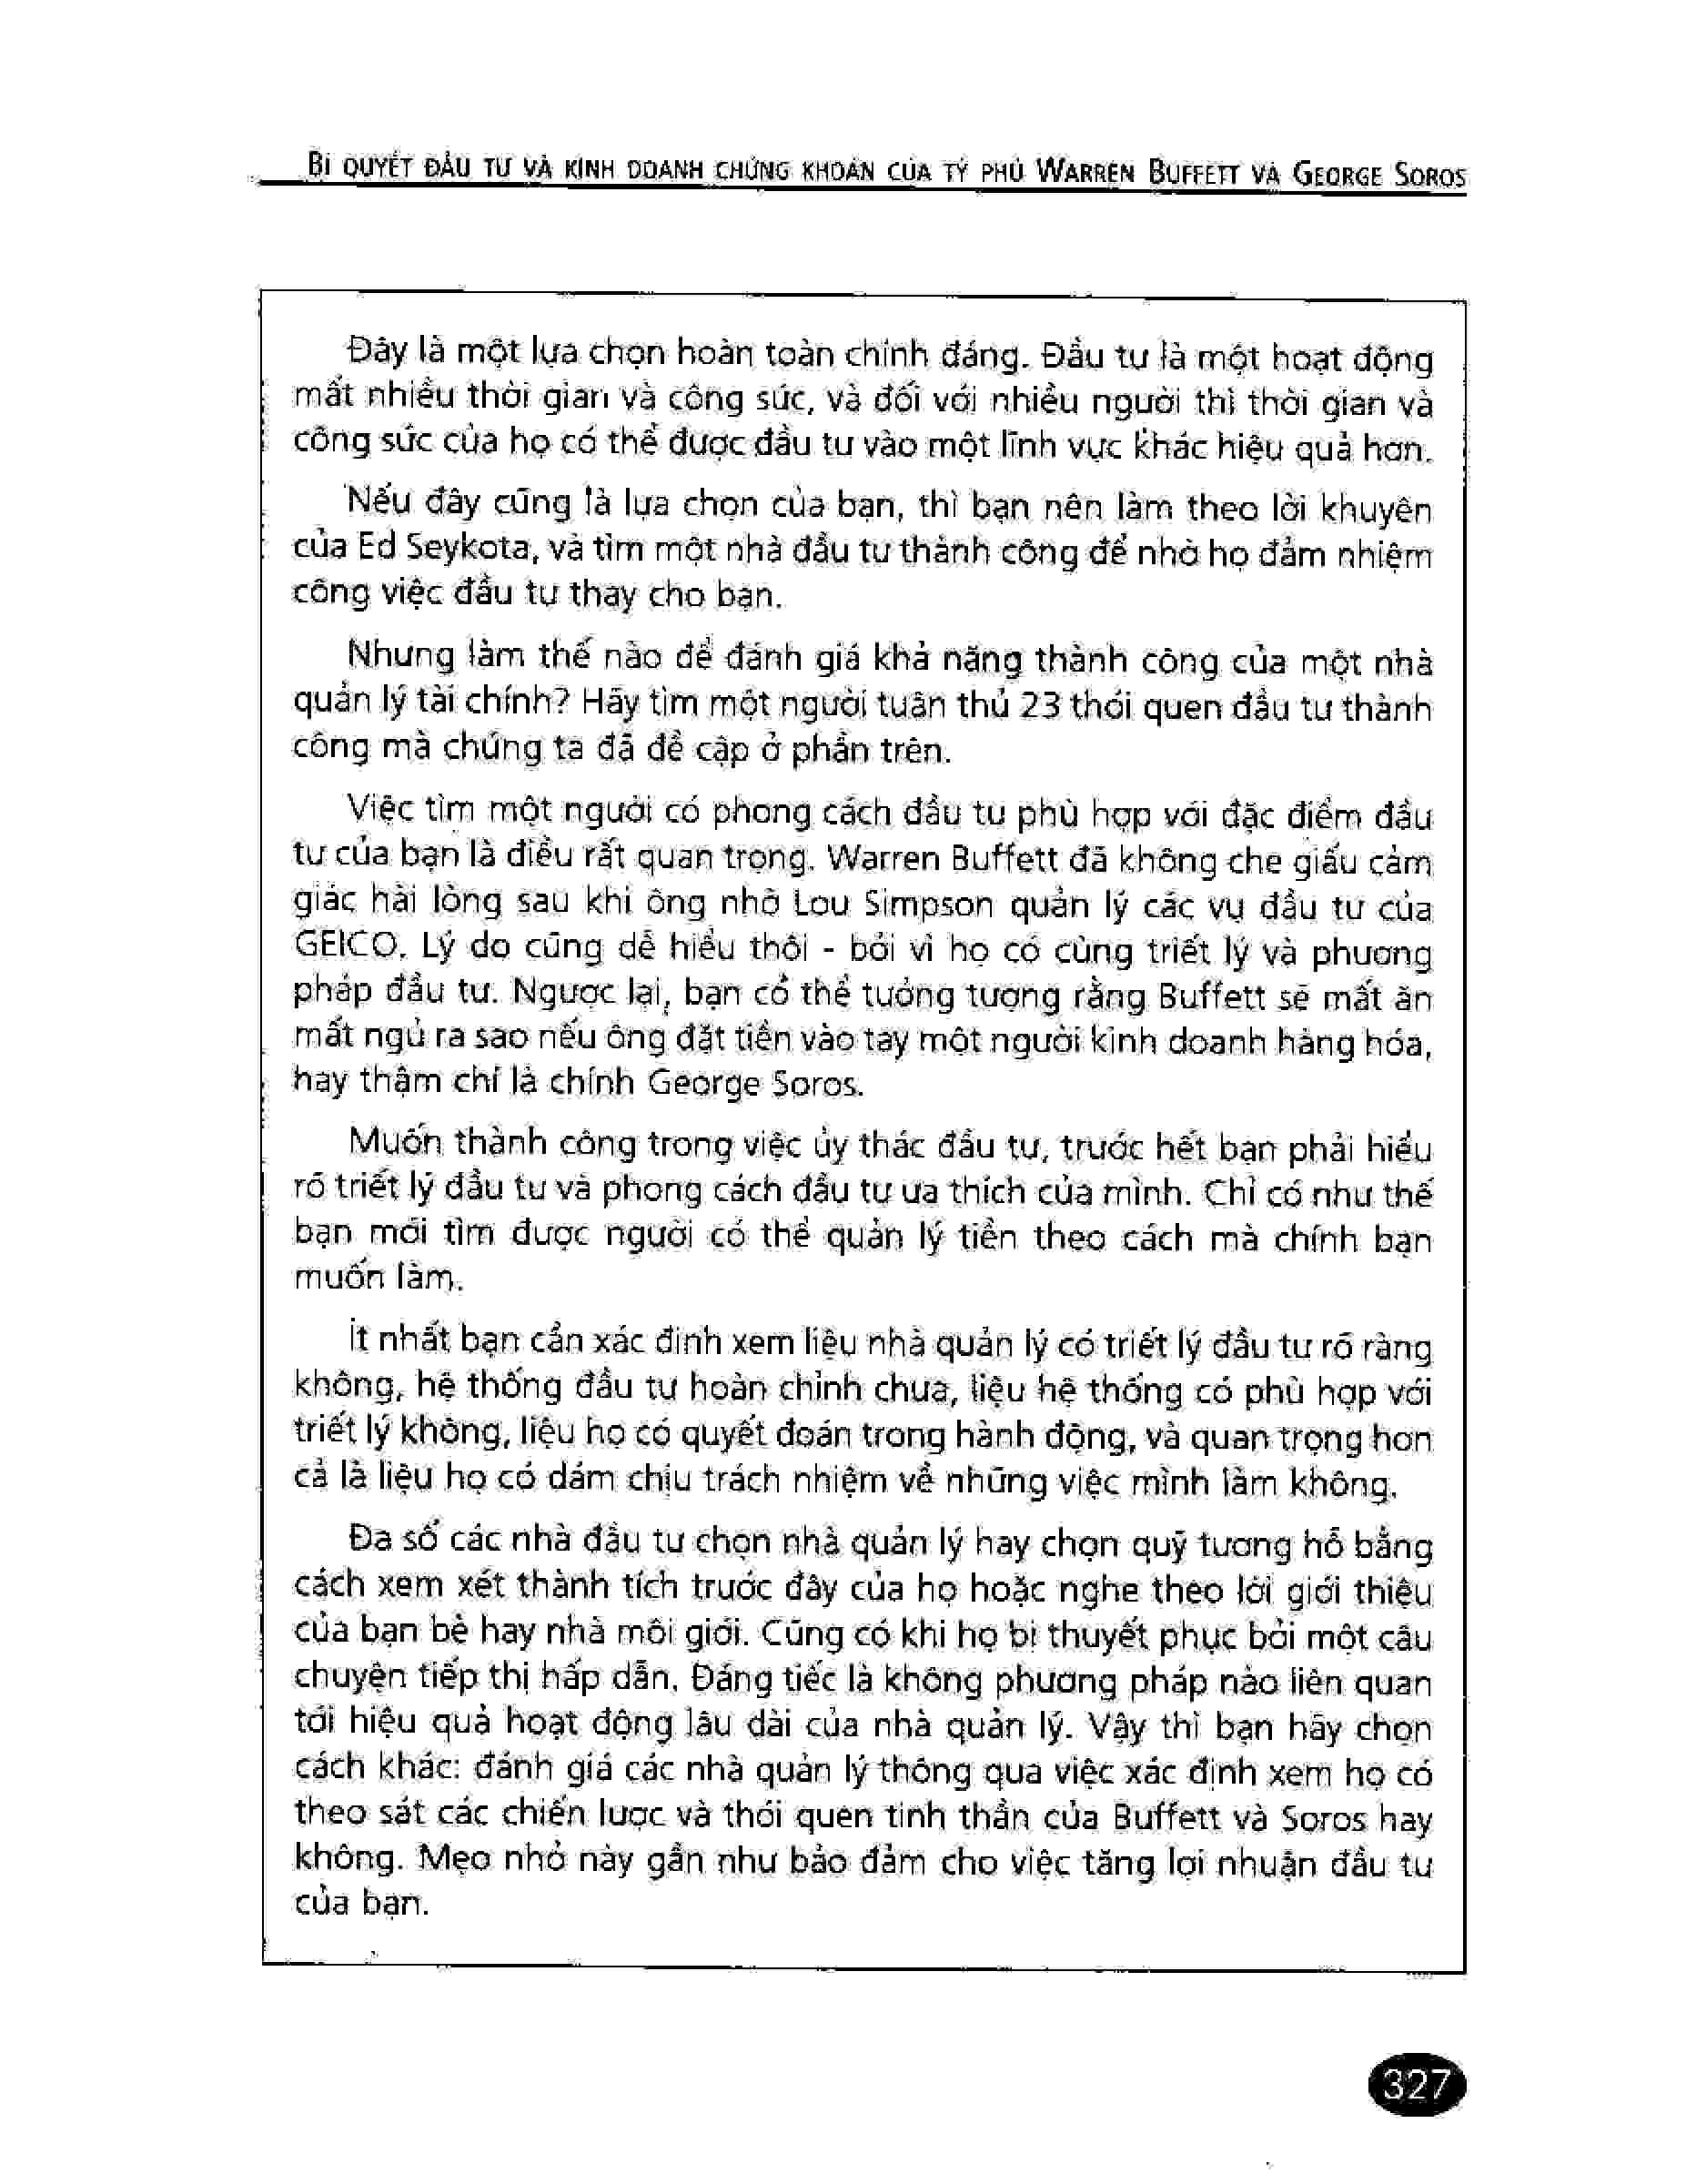 BÍ QUYẾT ĐẦU TƯ VÀ KINH DOANH CHỨNG KHOÁN CỦA TỶ PHÚ WARREN BUFFETT VÀ GEORGE SOROS
Đây là một lựa chọn hoàn toàn chính đáng. Đầu tư là một hoạt động
mất nhiều thời gian và công sức, và đối với nhiều người thì thời gian và
công sức của họ có thể được đầu tư vào một lĩnh vực khác hiệu quả hơn.
Nếu đây cũng là lựa chọn của bạn, thì bạn nên làm theo lời khuyên
của Ed Seykota, và tìm một nhà đầu tư thành công để nhờ họ đảm nhiệm
công việc đầu tư thay cho bạn.
Nhưng làm thế nào để đánh giá khả năng thành công của một nhà
quản lý tài chính? Hãy tìm một người tuân thủ 23 thói quen đầu tư thành
công mà chúng ta đã đề cập ở phần trên.
Việc tìm một người có phong cách đầu tư phù hợp với đặc điểm đầu
tư của bạn là điều rất quan trọng. Warren Buffett đã không che giấu cảm
giác hài lòng sau khi ông nhờ Lou Simpson quản lý các vụ đầu tư của
GEICO. Lý do cũng dễ hiểu thôi - bởi vì họ có cùng triết lý và phương
pháp đầu tư. Ngược lại, bạn có thể tưởng tượng rằng Buffett sẽ mất ăn
mất ngủ ra sao nếu ông đặt tiền vào tay một người kinh doanh hàng hóa,
hay thậm chí là chính George Soros.
Muốn thành công trong việc ủy thác đầu tư, trước hết bạn phải hiểu
rõ triết lý đầu tư và phong cách đầu tư ưa thích của mình. Chỉ có như thế
bạn mới tìm được người có thể quản lý tiền theo cách mà chính bạn
muốn làm.
Ít nhất bạn cần xác định xem liệu nhà quản lý có triết lý đầu tư rõ ràng
không, hệ thống đầu tư hoàn chỉnh chưa, liệu hệ thống có phù hợp với
triết lý không, liệu họ có quyết đoán trong hành động, và quan trọng hơn
cả là liệu họ có dám chịu trách nhiệm về những việc mình làm không.
Đa số các nhà đầu tư chọn nhà quản lý hay chọn quỹ tương hỗ bằng
cách xem xét thành tích trước đây của họ hoặc nghe theo lời giới thiệu
của bạn bè hay nhà môi giới. Cũng có khi họ bị thuyết phục bởi một câu
chuyện tiếp thị hấp dẫn. Đáng tiếc là không phương pháp nào liên quan
tới hiệu quả hoạt động lâu dài của nhà quản lý. Vậy thì bạn hãy chọn
cách khác: đánh giá các nhà quản lý thông qua việc xác định xem họ có
theo sát các chiến lược và thói quen tinh thần của Buffett và Soros hay
không. Mẹo nhỏ này gần như bảo đảm cho việc tăng lợi nhuận đầu tư
của bạn.
327